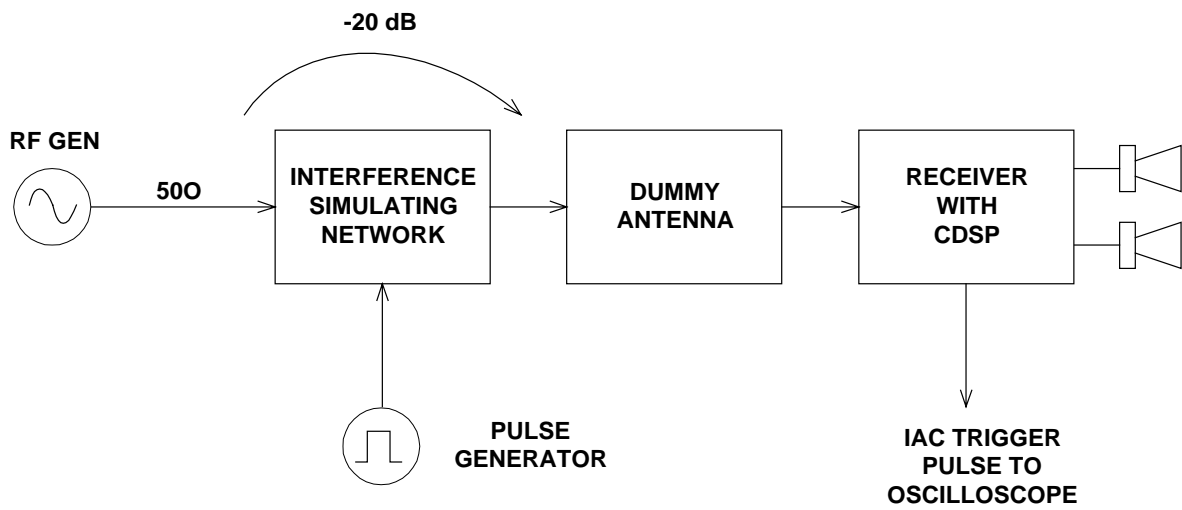 -20 dB
RF GEN
50O
INTERFERENCE
SIMULATING
NETWORK
DUMMY
ANTENNA
RECEIVER
WITH
CDSP
PULSE
GENERATOR
IAC TRIGGER
PULSE TO
OSCILLOSCOPE